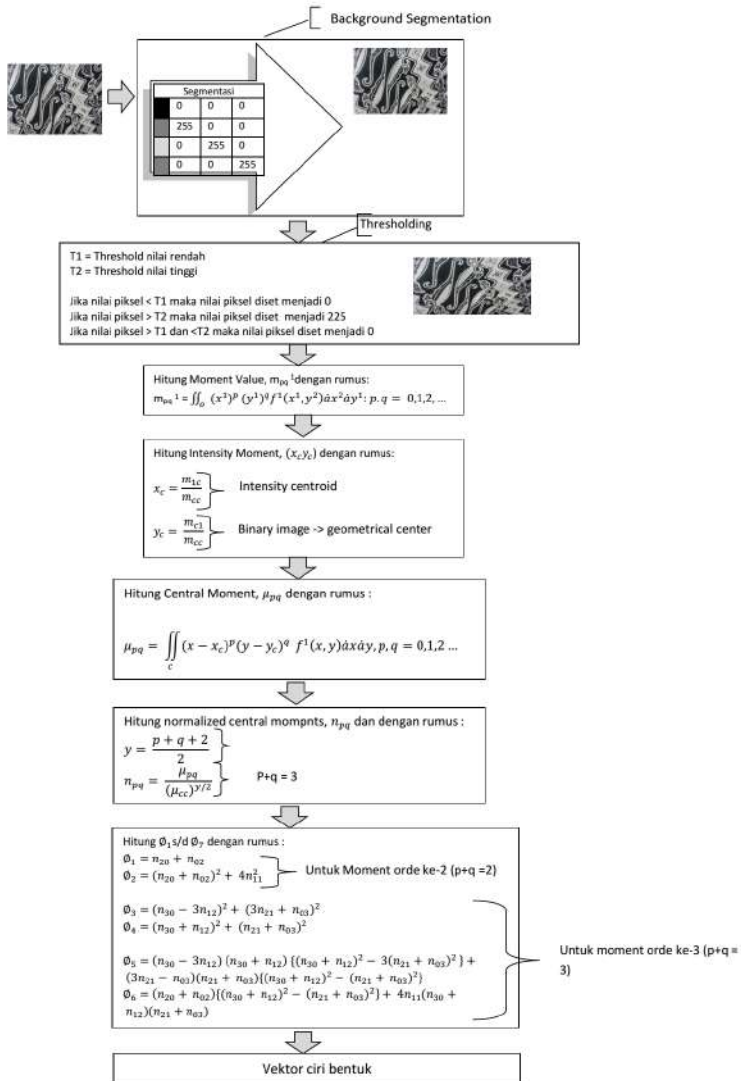 Background Segmentation
Segmentasi
0 0 0
255 0 0
0 255 0
0 0 255
Thresholding
T1 = Threshold nilai rendah
T2 = Threshold nilai tinggi
Jika nilai piksel < T1 maka nilai piksel diset menjadi 0
Jika nilai piksel > T2 maka nilai piksel diset menjadi 225
Jika nilai piksel > T1 dan <T2 maka nilai piksel diset menjadi 0
Hitung Moment Value, m_pq ¹dengan rumus:
m_pq ¹ = ∬_o (x¹)^p (y¹)^q f¹(x¹, y²)ȧx²ȧy¹: p. q = 0,1,2, ...
Hitung Intensity Moment, (x_c y_c) dengan rumus:
x_c = m_1c / m_cc } Intensity centroid
y_c = m_c1 / m_cc } Binary image -> geometrical center
Hitung Central Moment, μ_pq dengan rumus :
μ_pq = ∬_c (x − x_c)^p (y − y_c)^q f¹(x, y)ȧxȧy, p, q = 0,1,2 ...
Hitung normalized central mompnts, n_pq dan dengan rumus :
y = (p + q + 2) / 2
n_pq = μ_pq / (μ_cc)^(y/2) } P+q = 3
Hitung Ø₁s/d Ø₇ dengan rumus :
Ø₁ = n₂₀ + n₀₂
Ø₂ = (n₂₀ + n₀₂)² + 4n₁₁²
Untuk Moment orde ke-2 (p+q =2)
Ø₃ = (n₃₀ − 3n₁₂)² + (3n₂₁ + n₀₃)²
Ø₄ = (n₃₀ + n₁₂)² + (n₂₁ + n₀₃)²
Ø₅ = (n₃₀ − 3n₁₂) (n₃₀ + n₁₂) {(n₃₀ + n₁₂)² − 3(n₂₁ + n₀₃)² } +
(3n₂₁ − n₀₃)(n₂₁ + n₀₃){(n₃₀ + n₁₂)² − (n₂₁ + n₀₃)²}
Ø₆ = (n₂₀ + n₀₂){(n₃₀ + n₁₂)² − (n₂₁ + n₀₃)²} + 4n₁₁(n₃₀ +
n₁₂)(n₂₁ + n₀₃)
Untuk moment orde ke-3 (p+q =
3)
Vektor ciri bentuk